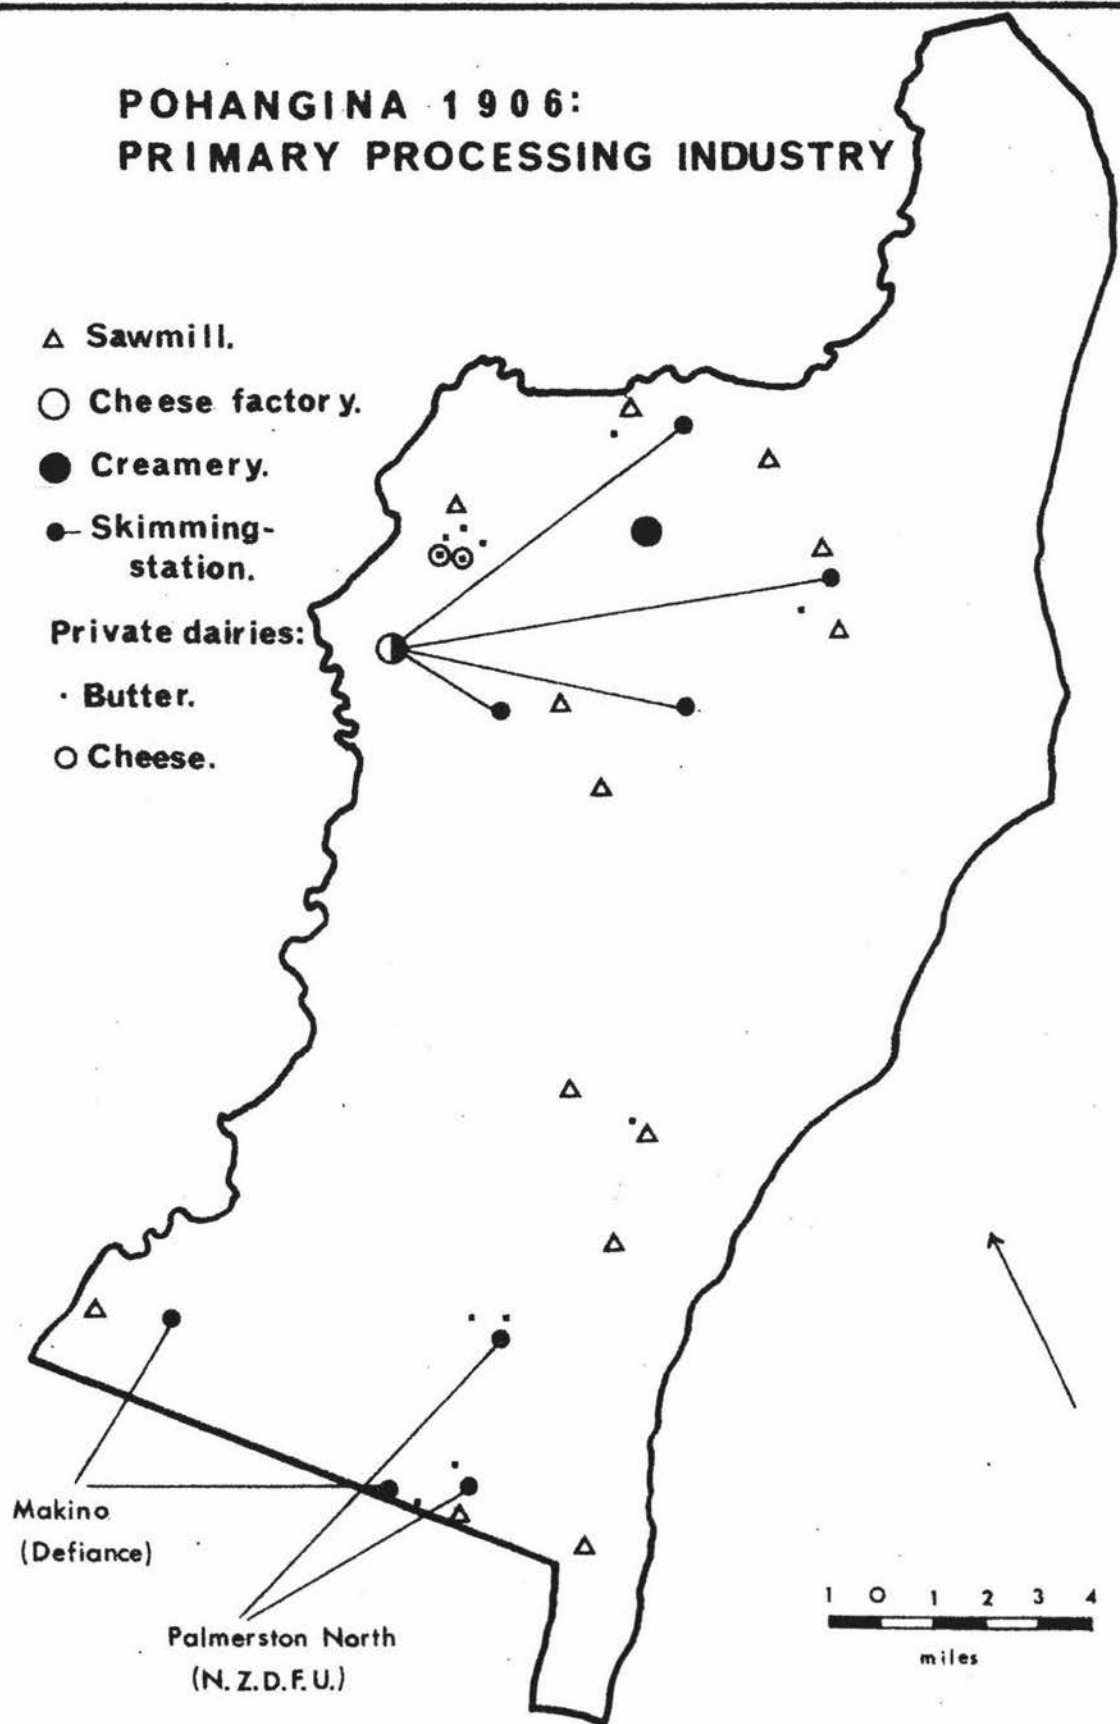 POHANGINA 1906:
PRIMARY PROCESSING INDUSTRY
Sawmill.
Cheese factory.
Creamery.
Skimming-
station.
Private dairies:
Butter.
Cheese.
Makino
(Defiance)
Palmerston North
(N.Z.D.F.U.)
1 0 1 2 3 4
miles